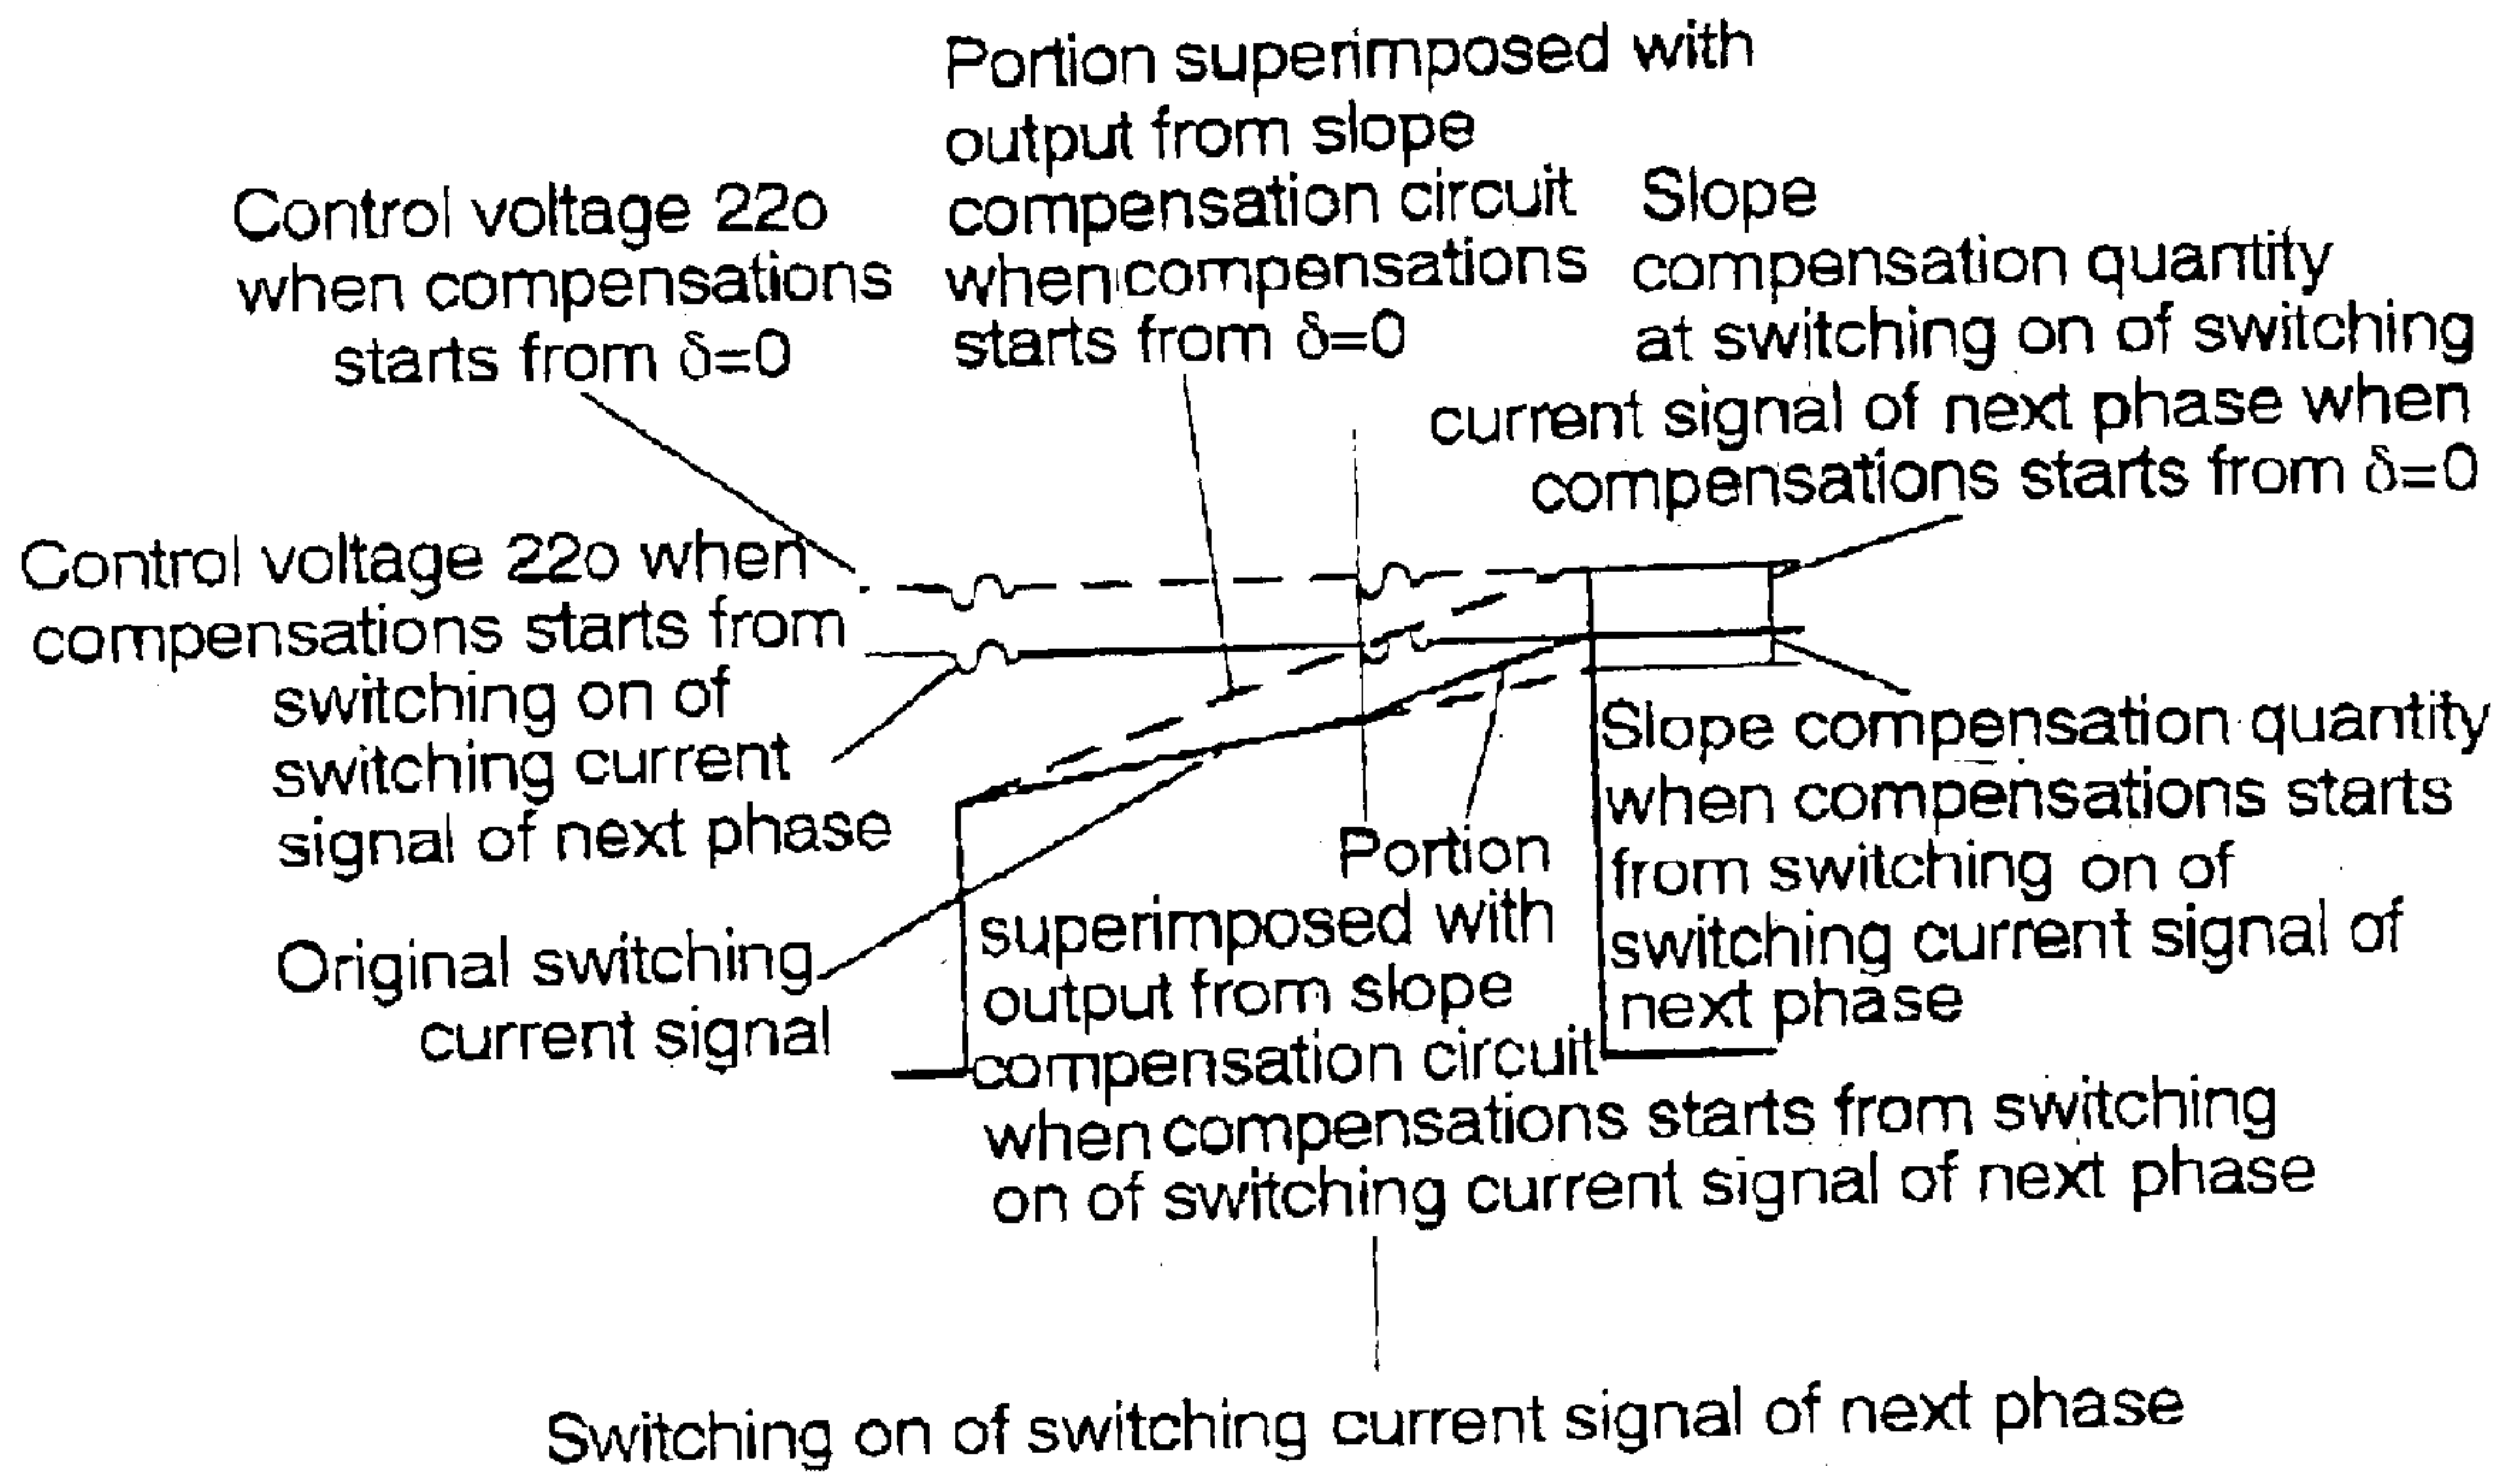 Portion superimposed with
output from slope
compensation circuit
when compensations
starts from δ=0
Control voltage 22o
when compensations
starts from δ=0
Slope
compensation quantity
at switching on of switching
current signal of next phase when
compensations starts from δ=0
Control voltage 22o when
compensations starts from
switching on of
switching current
signal of next phase
Original switching
current signal
Portion
superimposed with
output from slope
compensation circuit
when compensations starts from switching
on of switching current signal of next phase
Slope compensation quantity
when compensations starts
from switching on of
switching current signal of
next phase
Switching on of switching current signal of next phase